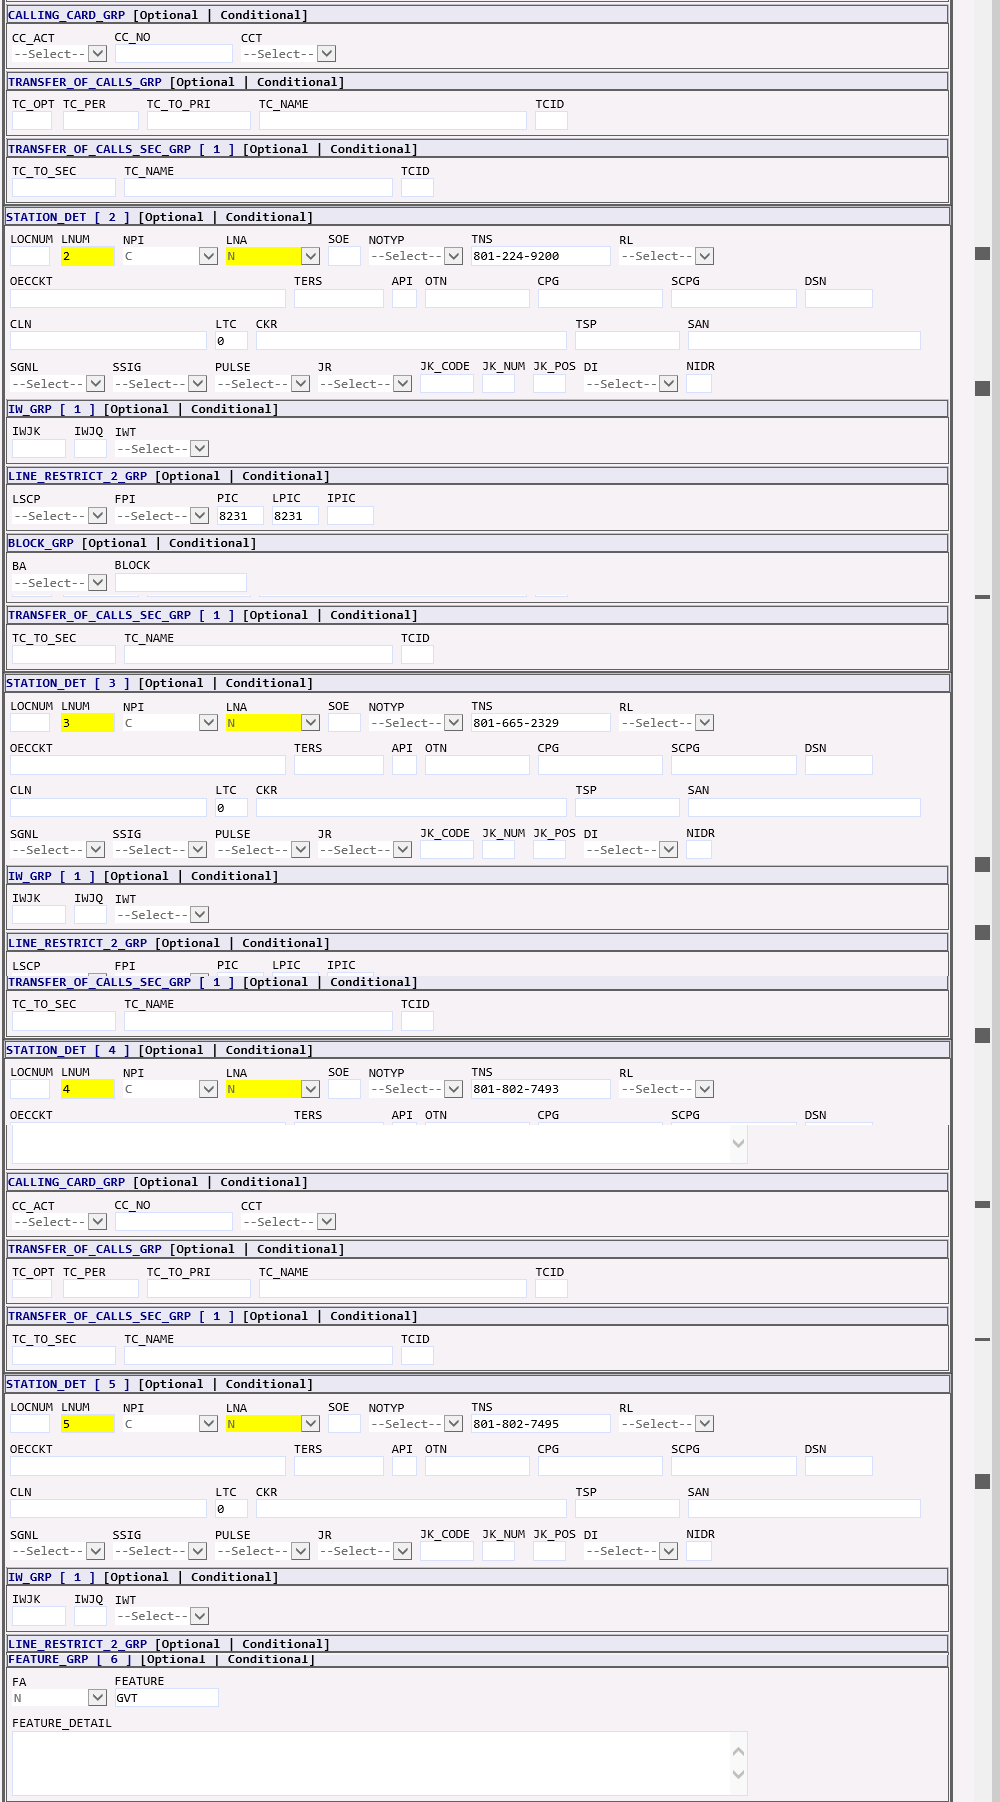 CALLING_CARD_GRP [Optional | Conditional]
CC_ACT CC_NO CCT
--Select-- --Select--
TRANSFER_OF_CALLS_GRP [Optional | Conditional]
TC_OPT TC_PER TC_TO_PRI TC_NAME TCID
TRANSFER_OF_CALLS_SEC_GRP [ 1 ] [Optional | Conditional]
TC_TO_SEC TC_NAME TCID
STATION_DET [ 2 ] [Optional | Conditional]
LOCNUM LNUM NPI LNA SOE NOTYP TNS RL
2 C N --Select-- 801-224-9200 --Select--
OECCKT TERS API OTN CPG SCPG DSN
CLN LTC CKR TSP SAN
0
SGNL SSIG PULSE JR JK_CODE JK_NUM JK_POS DI NIDR
--Select-- --Select-- --Select-- --Select-- --Select--
IW_GRP [ 1 ] [Optional | Conditional]
IWJK IWJQ IWT
--Select--
LINE_RESTRICT_2_GRP [Optional | Conditional]
LSCP FPI PIC LPIC IPIC
--Select-- --Select-- 8231 8231
BLOCK_GRP [Optional | Conditional]
BA BLOCK
--Select--
TRANSFER_OF_CALLS_SEC_GRP [ 1 ] [Optional | Conditional]
TC_TO_SEC TC_NAME TCID
STATION_DET [ 3 ] [Optional | Conditional]
LOCNUM LNUM NPI LNA SOE NOTYP TNS RL
3 C N --Select-- 801-665-2329 --Select--
OECCKT TERS API OTN CPG SCPG DSN
CLN LTC CKR TSP SAN
0
SGNL SSIG PULSE JR JK_CODE JK_NUM JK_POS DI NIDR
--Select-- --Select-- --Select-- --Select-- --Select--
IW_GRP [ 1 ] [Optional | Conditional]
IWJK IWJQ IWT
--Select--
LINE_RESTRICT_2_GRP [Optional | Conditional]
LSCP FPI PIC LPIC IPIC
TRANSFER_OF_CALLS_SEC_GRP [ 1 ] [Optional | Conditional]
TC_TO_SEC TC_NAME TCID
STATION_DET [ 4 ] [Optional | Conditional]
LOCNUM LNUM NPI LNA SOE NOTYP TNS RL
4 C N --Select-- 801-802-7493 --Select--
OECCKT TERS API OTN CPG SCPG DSN
CALLING_CARD_GRP [Optional | Conditional]
CC_ACT CC_NO CCT
--Select-- --Select--
TRANSFER_OF_CALLS_GRP [Optional | Conditional]
TC_OPT TC_PER TC_TO_PRI TC_NAME TCID
TRANSFER_OF_CALLS_SEC_GRP [ 1 ] [Optional | Conditional]
TC_TO_SEC TC_NAME TCID
STATION_DET [ 5 ] [Optional | Conditional]
LOCNUM LNUM NPI LNA SOE NOTYP TNS RL
5 C N --Select-- 801-802-7495 --Select--
OECCKT TERS API OTN CPG SCPG DSN
CLN LTC CKR TSP SAN
0
SGNL SSIG PULSE JR JK_CODE JK_NUM JK_POS DI NIDR
--Select-- --Select-- --Select-- --Select-- --Select--
IW_GRP [ 1 ] [Optional | Conditional]
IWJK IWJQ IWT
--Select--
LINE_RESTRICT_2_GRP [Optional | Conditional]
FEATURE_GRP [ 6 ] [Optional | Conditional]
FA FEATURE
N GVT
FEATURE_DETAIL